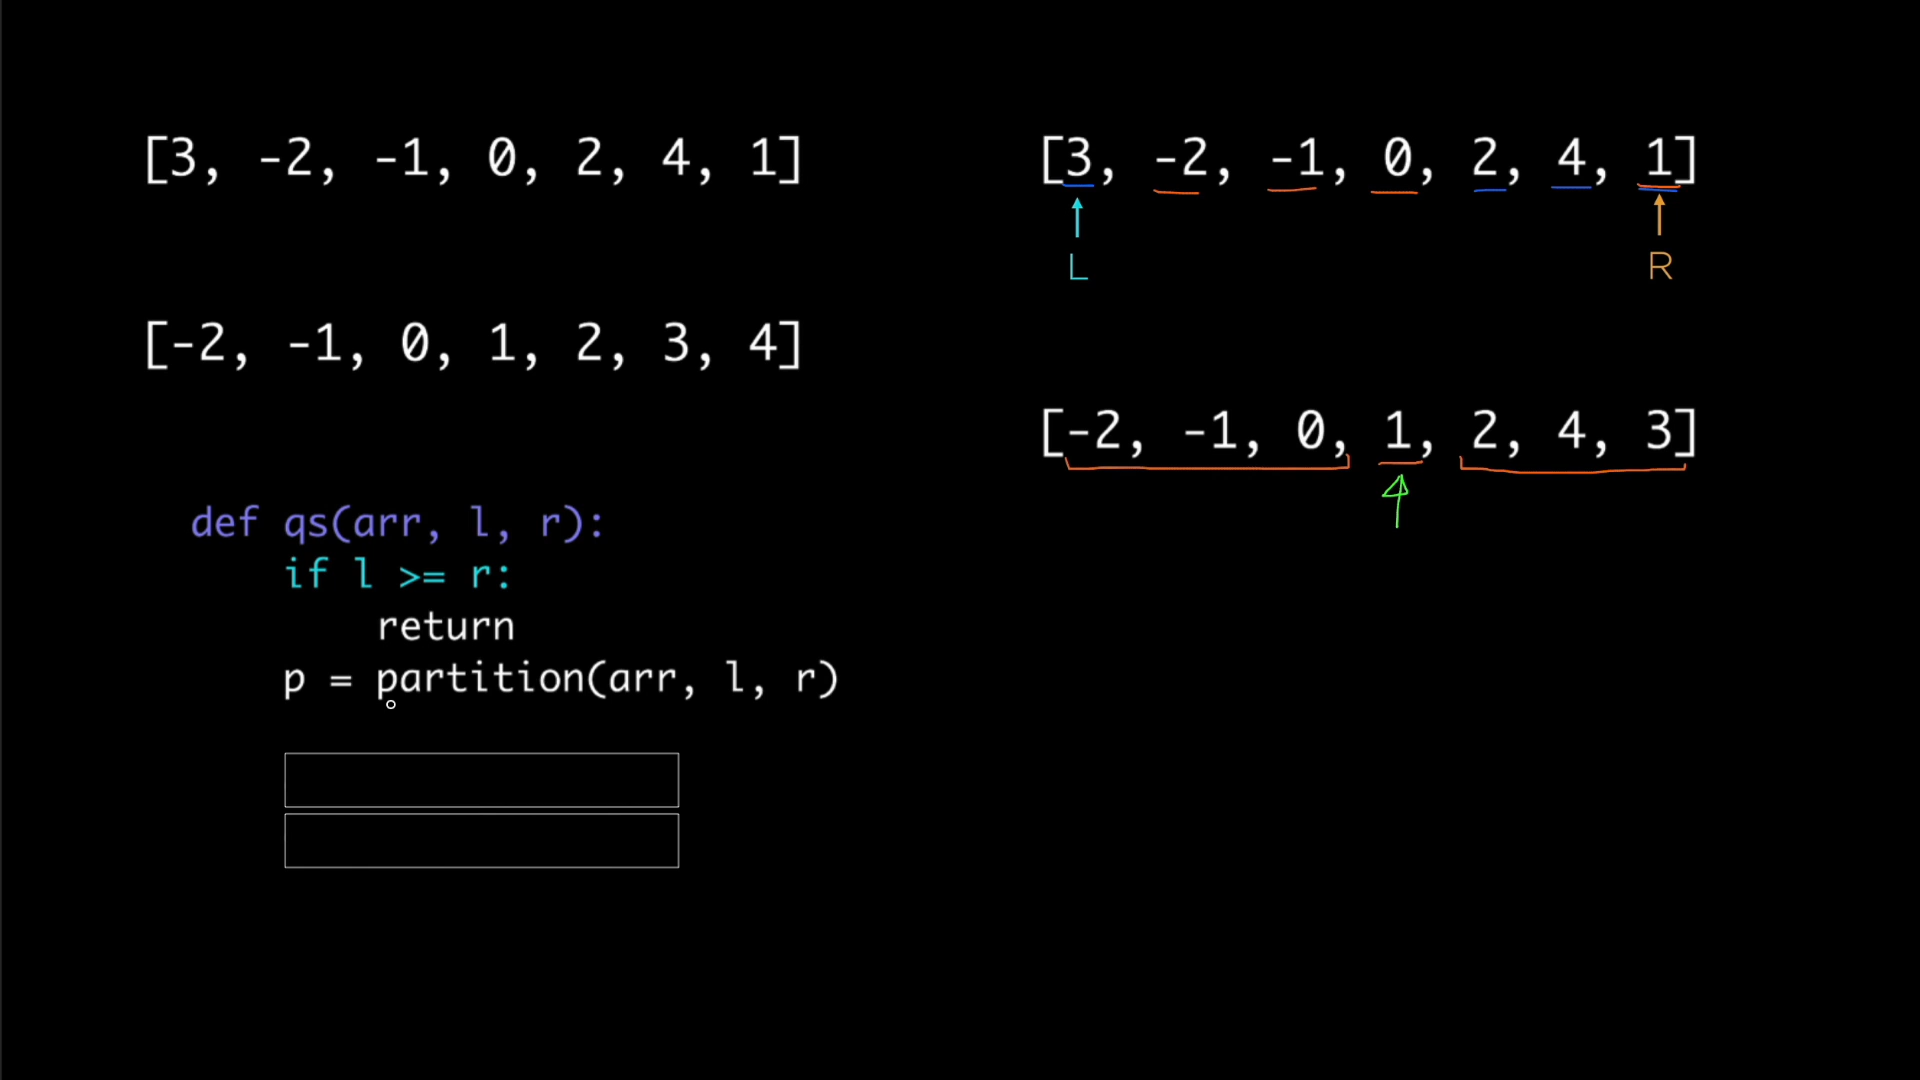 [3, -2, -1, 0, 2, 4, 1]
[-2, -1, 0, 1, 2, 3, 4]
def qs(arr, l, r):
if l >= r:
return
p = partition(arr, l, r)
[3, -2, -1, 0, 2, 4, 1]
L R
[-2, -1, 0, 1, 2, 4, 3]